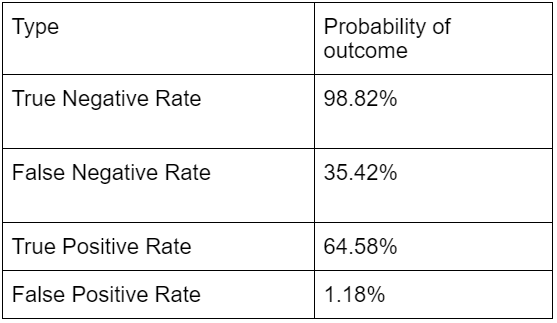 Type
Probability of
outcome
True Negative Rate
98.82%
False Negative Rate
35.42%
True Positive Rate
64.58%
False Positive Rate
1.18%